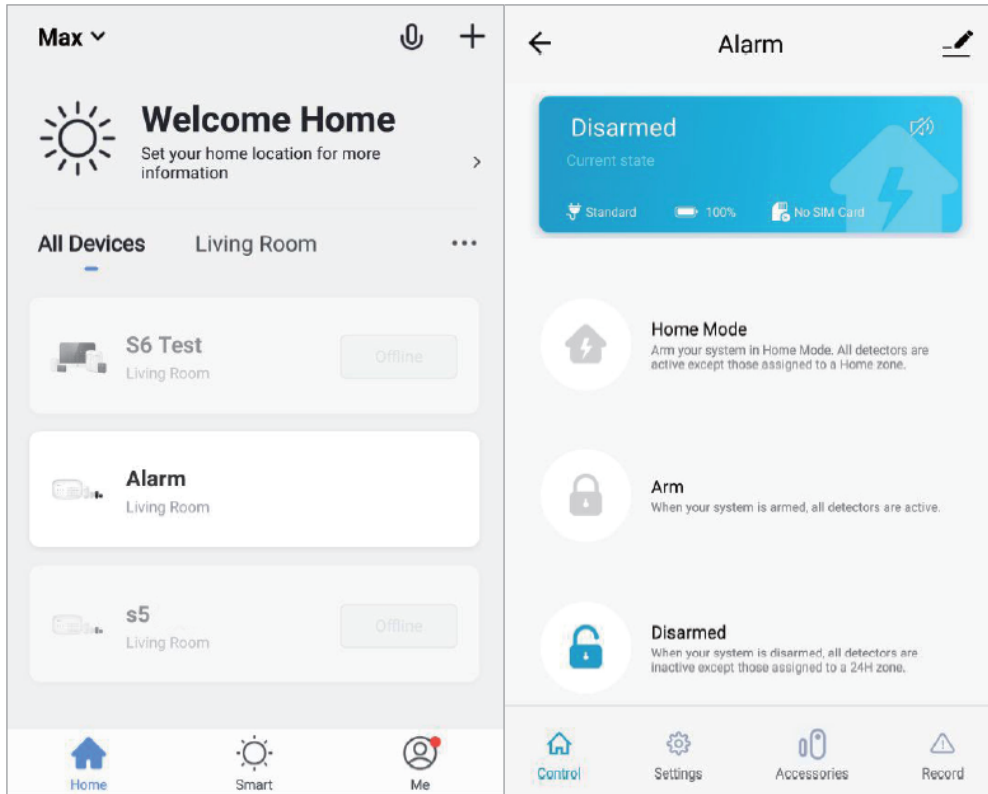 Max
Welcome Home
Set your home location for more
information
All Devices
Living Room
S6 Test
Living Room
Offline
Alarm
Living Room
s5
Living Room
Offline
Home
Smart
Me
Alarm
Disarmed
Current state
Standard
100%
No SIM Card
Home Mode
Arm your system in Home Mode. All detectors are
active except those assigned to a Home zone.
Arm
When your system is armed, all detectors are active.
Disarmed
When your system is disarmed, all detectors are
inactive except those assigned to a 24H zone.
Control
Settings
Accessories
Record